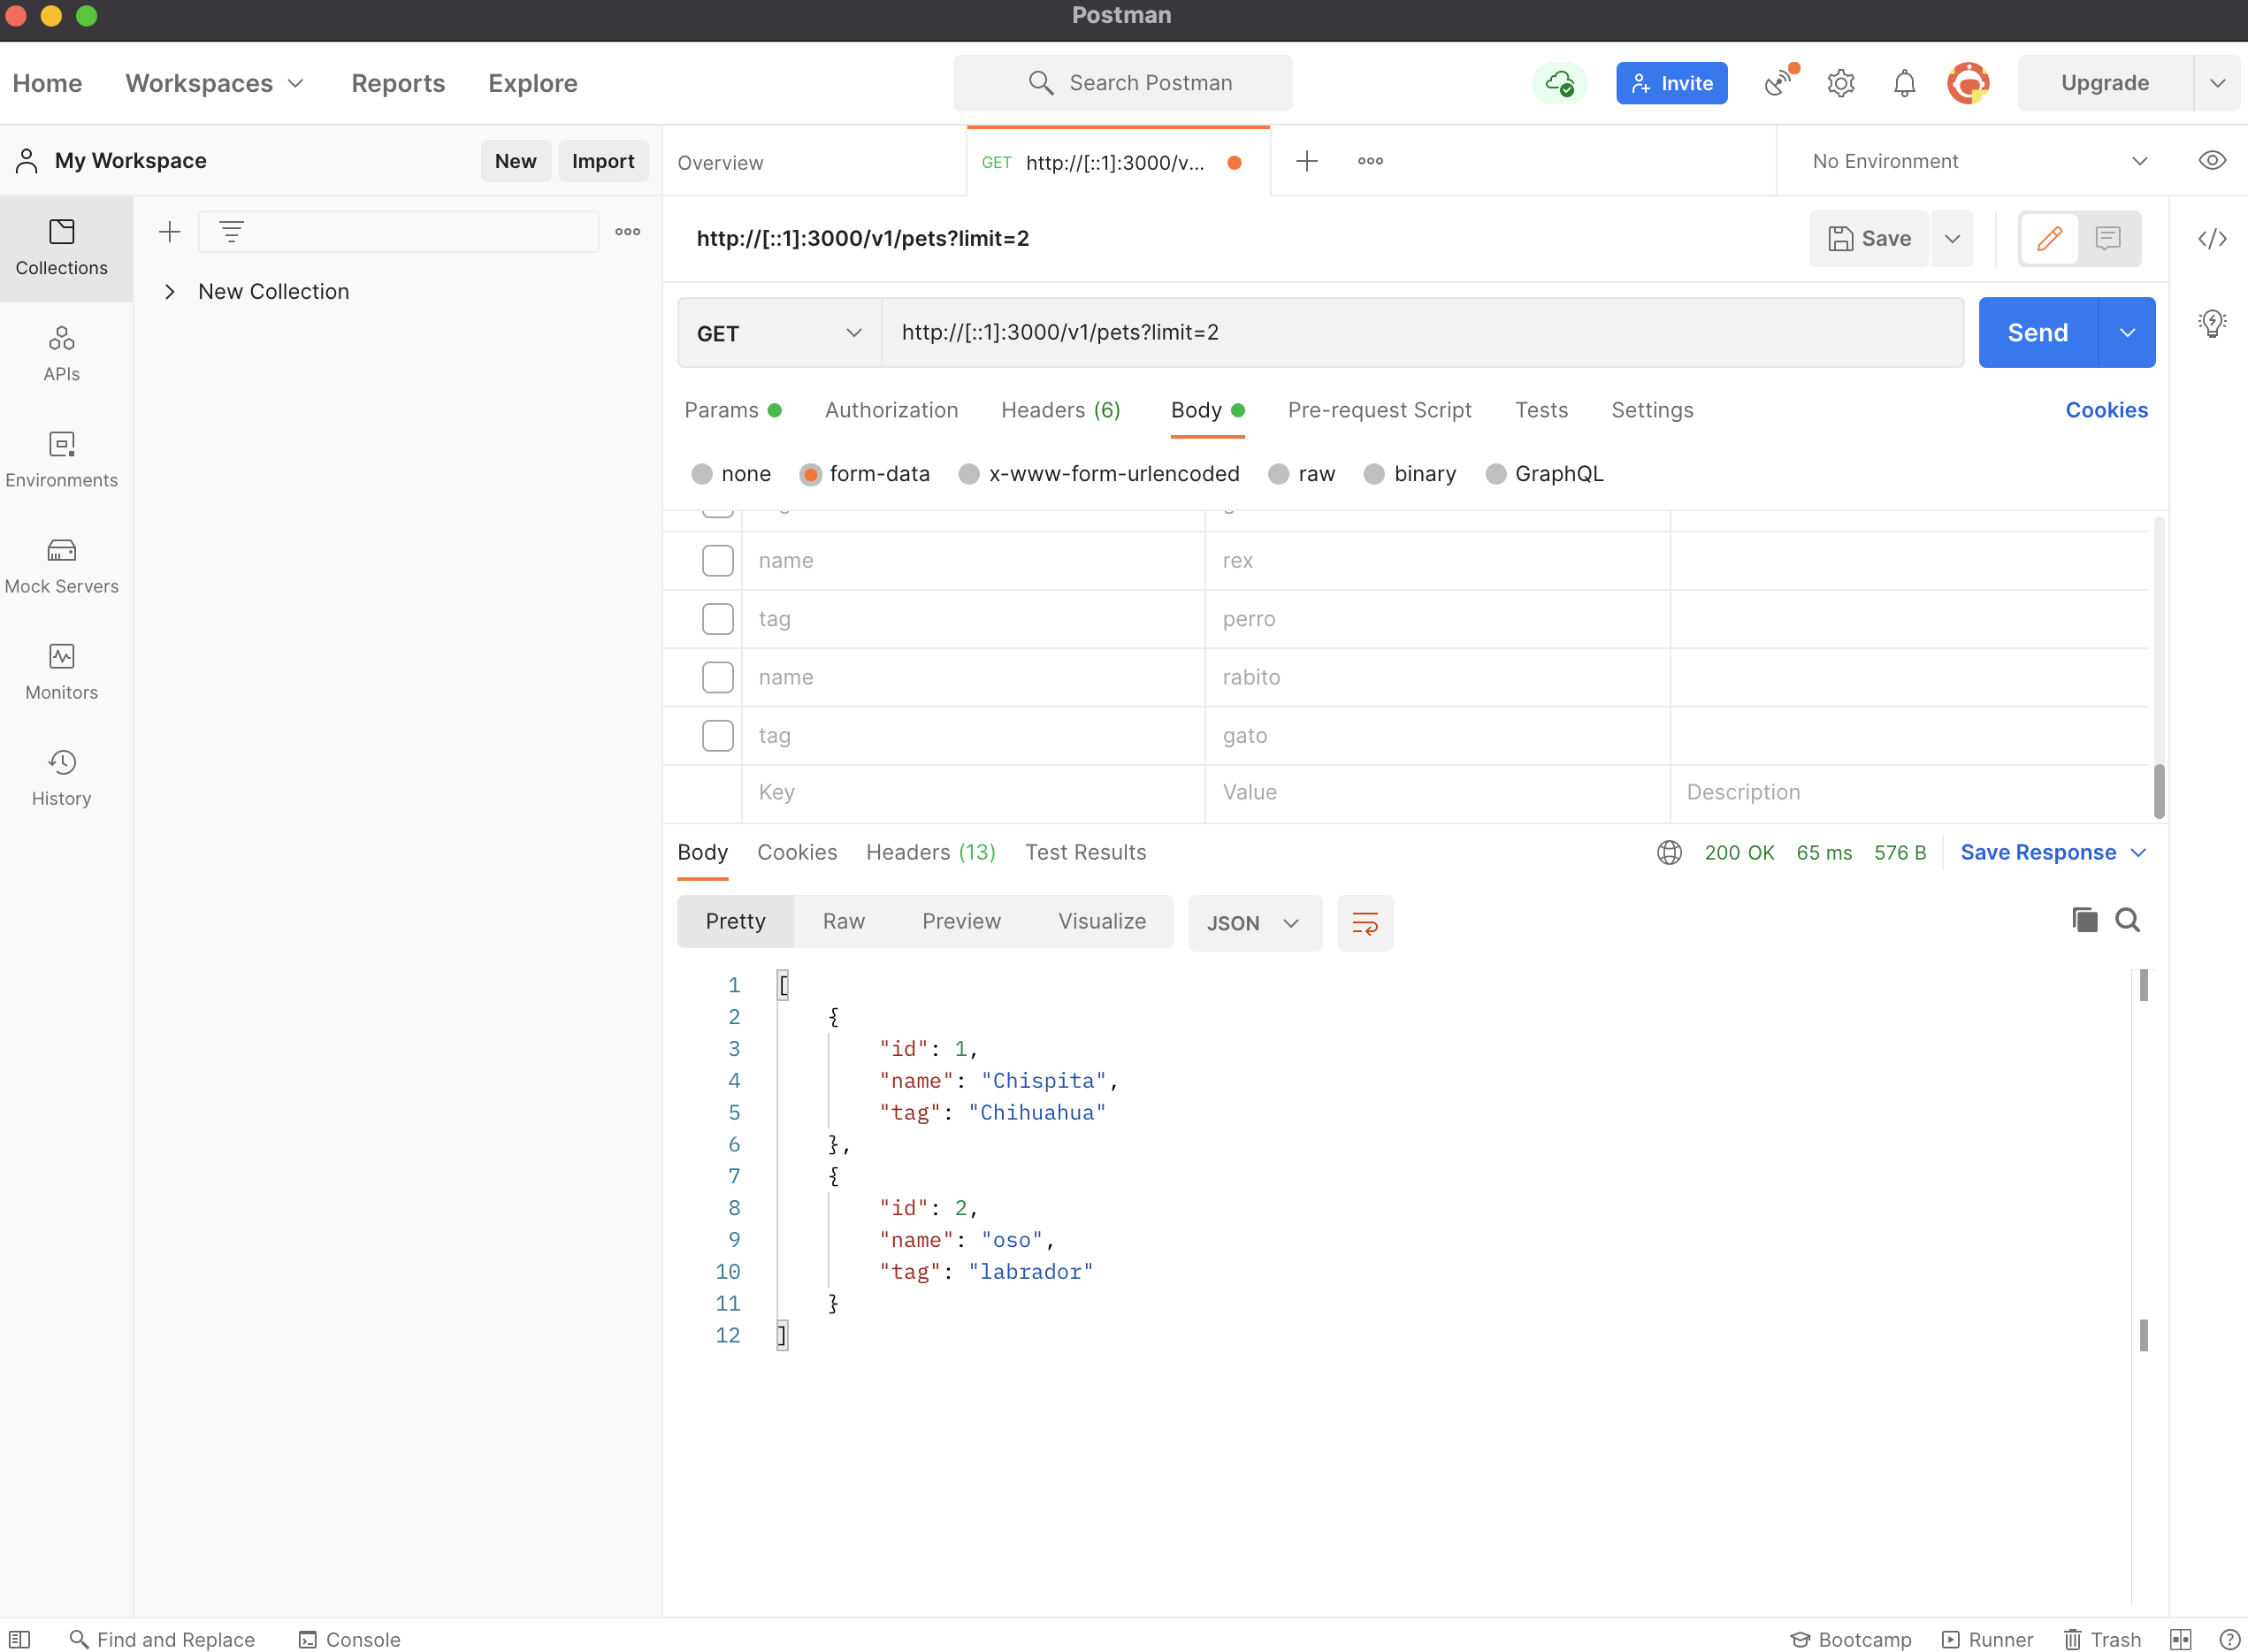 Postman
Home Workspaces Reports Explore Search Postman Invite Upgrade
My Workspace New Import Overview GET http://[::1]:3000/v... No Environment
Collections
New Collection
APIs
Environments
Mock Servers
Monitors
History
http://[::1]:3000/v1/pets?limit=2 Save
GET http://[::1]:3000/v1/pets?limit=2 Send
Params Authorization Headers (6) Body Pre-request Script Tests Settings Cookies
none form-data x-www-form-urlencoded raw binary GraphQL
name rex
tag perro
name rabito
tag gato
Key Value Description
Body Cookies Headers (13) Test Results 200 OK 65 ms 576 B Save Response
Pretty Raw Preview Visualize JSON
1 [
2 {
3 "id": 1,
4 "name": "Chispita",
5 "tag": "Chihuahua"
6 },
7 {
8 "id": 2,
9 "name": "oso",
10 "tag": "labrador"
11 }
12 ]
Find and Replace Console Bootcamp Runner Trash